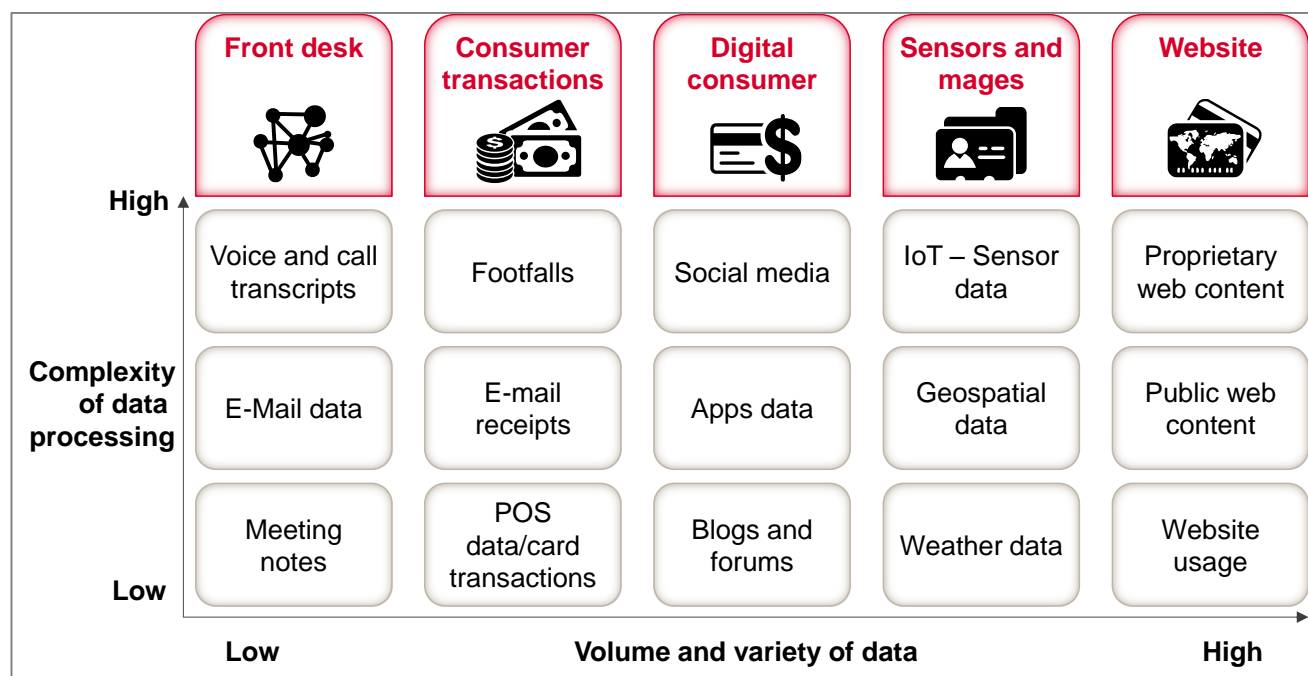 Front desk
Consumer
transactions
Digital
consumer
Sensors and
mages
Website
High
Voice and call
transcripts
Footfalls
Social media
IoT – Sensor
data
Proprietary
web content
Complexity
of data
processing
E-Mail data
E-mail
receipts
Apps data
Geospatial
data
Public web
content
Meeting
notes
POS
data/card
transactions
Blogs and
forums
Weather data
Website
usage
Low
Low
Volume and variety of data
High